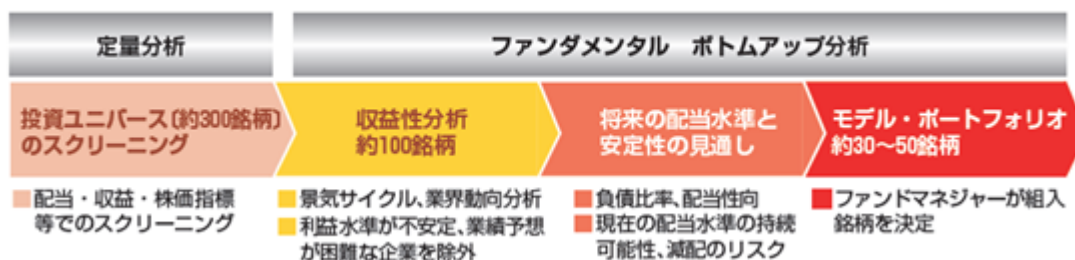 定量分析
ファンダメンタル ボトムアップ分析
投資ユニバース(約300銘柄)
のスクリーニング
収益性分析
約100銘柄
将来の配当水準と
安定性の見通し
モデル・ポートフォリオ
約30~50銘柄
配当・収益・株価指標
等でのスクリーニング
景気サイクル、業界動向分析
利益水準が不安定、業績予想
が困難な企業を除外
負債比率、配当性向
現在の配当水準の持続
可能性、減配のリスク
ファンドマネジャーが組入
銘柄を決定